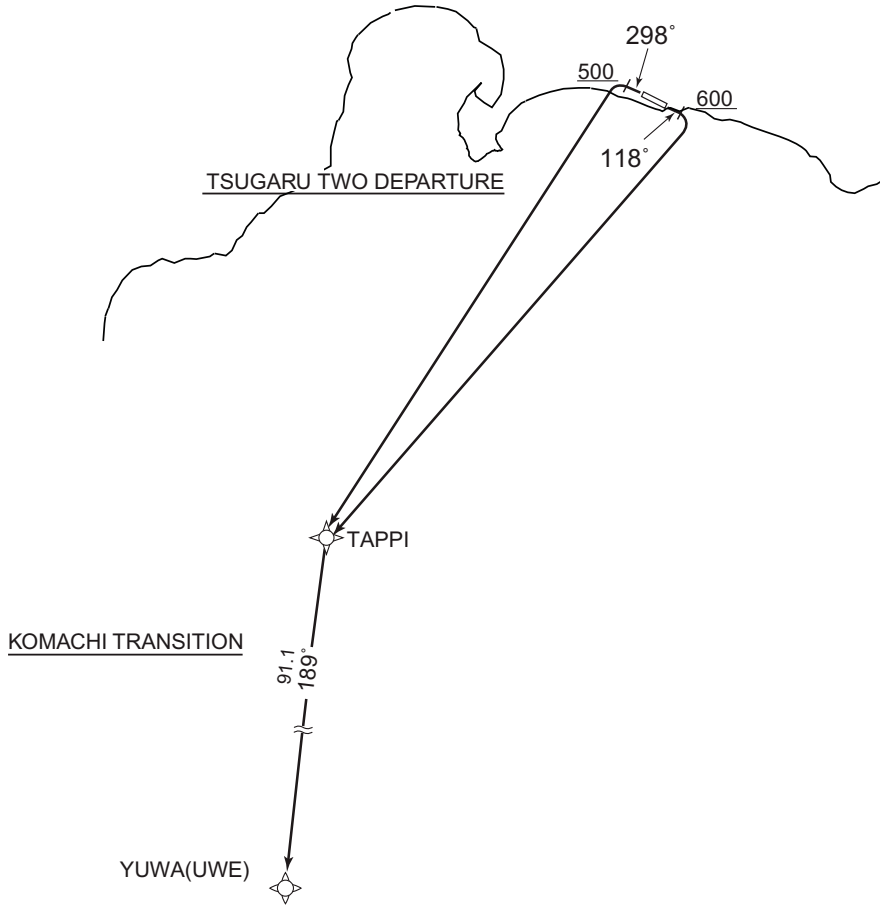 298°
500
600
118°
TSUGARU TWO DEPARTURE
TAPPI
KOMACHI TRANSITION
91.1
189°
YUWA(UWE)